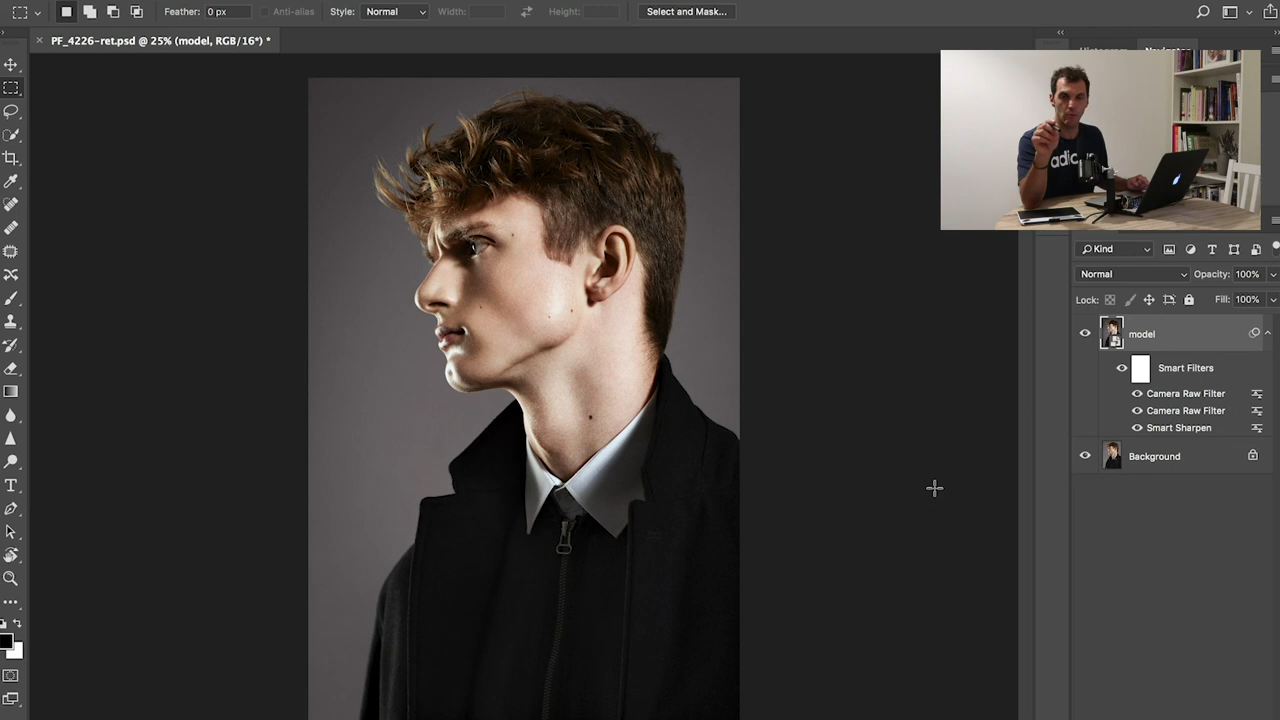 Feather: 0 px Anti-alias Style: Normal Width: Height: Select and Mask...
× PF_4226-ret.psd @ 25% (model, RGB/16*) *
adic
Kind
Normal Opacity: 100%
Lock: Fill: 100%
model
Smart Filters
Camera Raw Filter
Camera Raw Filter
Smart Sharpen
Background